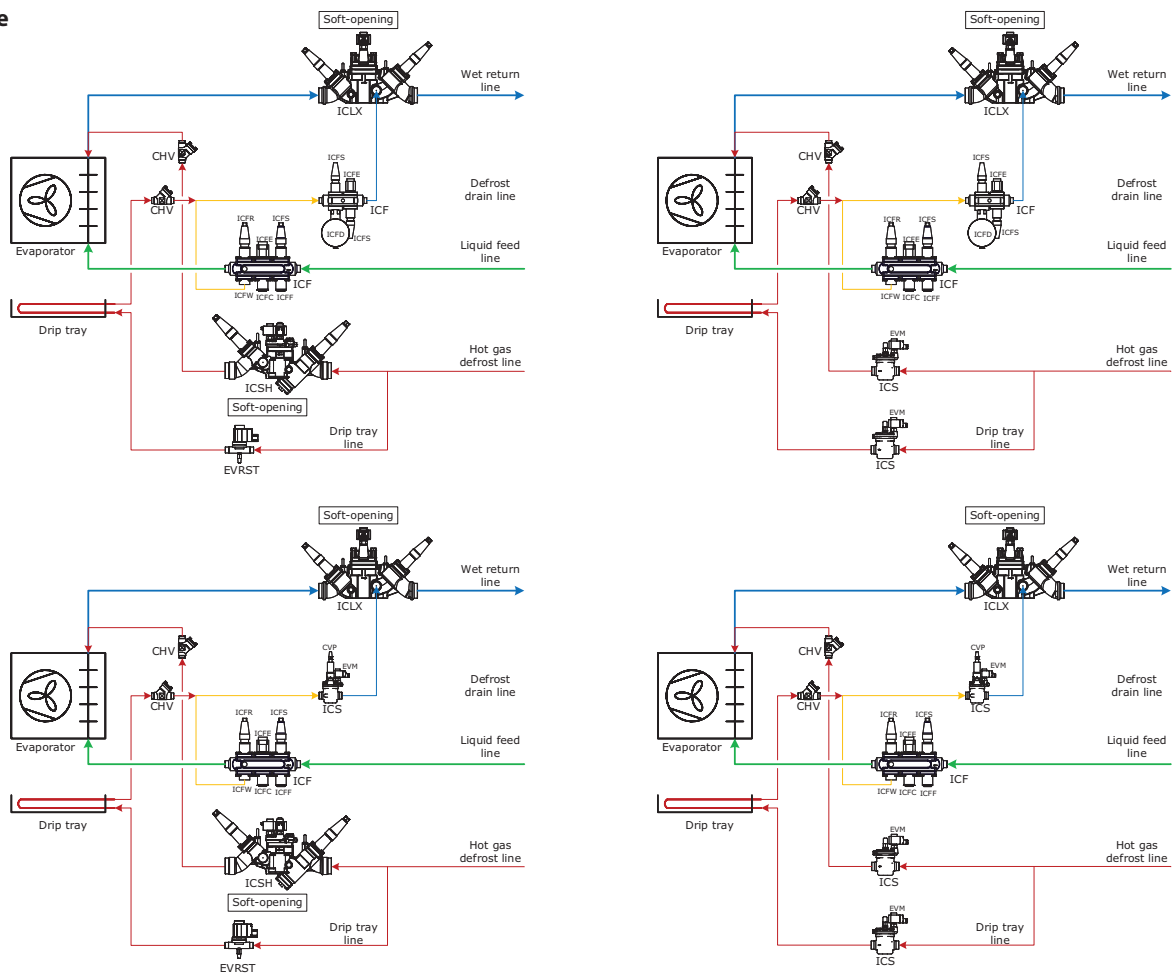 e
Soft-opening
Wet return
line
ICLX
CHV
ICFS
ICFE
Defrost
drain line
CHV
ICF
ICFD
ICFS
ICFR
ICFS
ICFE
Evaporator
Liquid feed
line
ICF
ICFW
ICFC
ICFF
Drip tray
Hot gas
defrost line
ICSH
Soft-opening
Drip tray
line
EVRST
Soft-opening
Wet return
line
ICLX
CHV
ICFS
ICFE
Defrost
drain line
CHV
ICF
ICFD
ICFS
ICFR
ICFS
ICFE
Evaporator
Liquid feed
line
ICF
ICFW
ICFC
ICFF
Drip tray
EVM
Hot gas
defrost line
ICS
EVM
Drip tray
line
ICS
Soft-opening
Wet return
line
ICLX
CHV
CVP
EVM
Defrost
drain line
CHV
ICS
ICFR
ICFS
ICFE
Evaporator
Liquid feed
line
ICF
ICFW
ICFC
ICFF
Drip tray
Hot gas
defrost line
ICSH
Soft-opening
Drip tray
line
EVRST
Soft-opening
Wet return
line
ICLX
CHV
CVP
EVM
Defrost
drain line
CHV
ICS
ICFR
ICFS
ICFE
Evaporator
Liquid feed
line
ICF
ICFW
ICFC
ICFF
Drip tray
EVM
Hot gas
defrost line
ICS
EVM
Drip tray
line
ICS